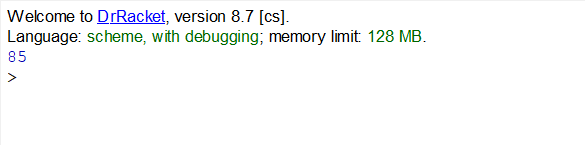 Welcome to DrRacket, version 8.7 [cs].
Language: scheme, with debugging; memory limit: 128 MB.
85
>